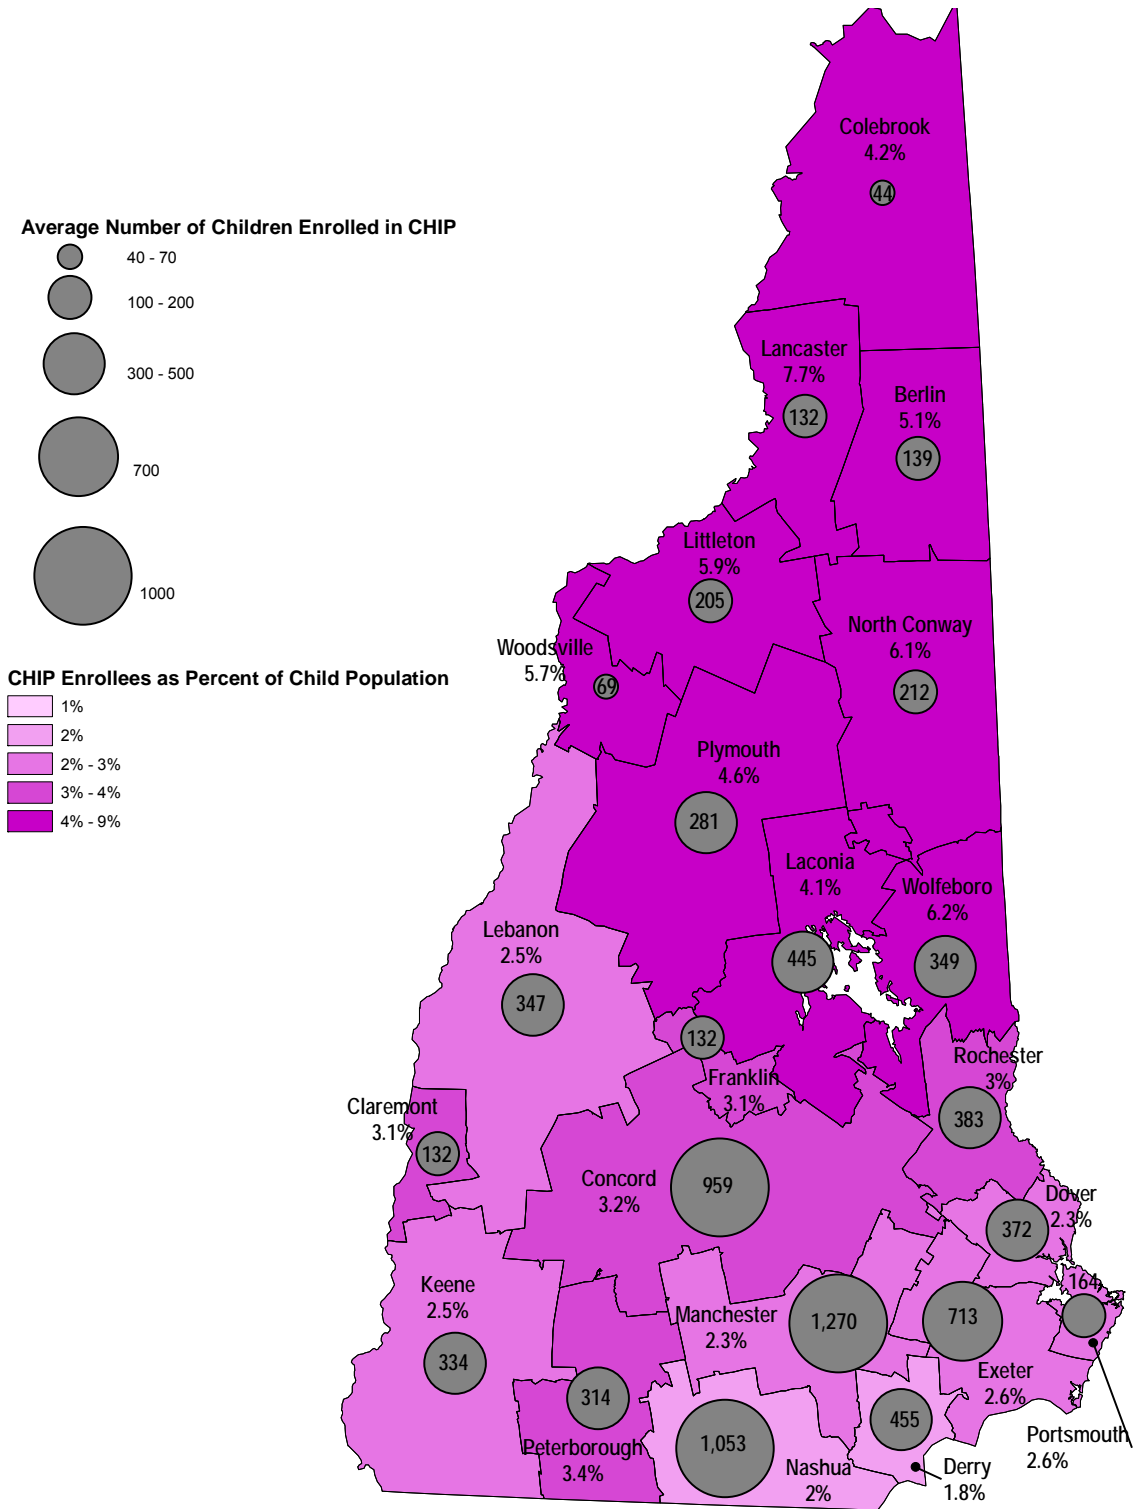 Colebrook
4.2%
44
Average Number of Children Enrolled in CHIP
40 - 70
100 - 200
300 - 500
700
1000
Lancaster
7.7%
132
Berlin
5.1%
139
Littleton
5.9%
205
North Conway
6.1%
212
Woodsville
5.7%
69
CHIP Enrollees as Percent of Child Population
1%
2%
2% - 3%
3% - 4%
4% - 9%
Plymouth
4.6%
281
Laconia
4.1%
445
Wolfeboro
6.2%
349
Lebanon
2.5%
347
132
Franklin
3.1%
Rochester
3%
383
Claremont
3.1%
132
Concord
3.2%
959
Dover
2.3%
372
Keene
2.5%
334
Manchester
2.3%
1,270
713
Exeter
2.6%
164
Portsmouth
2.6%
314
Peterborough
3.4%
1,053
Nashua
2%
455
Derry
1.8%